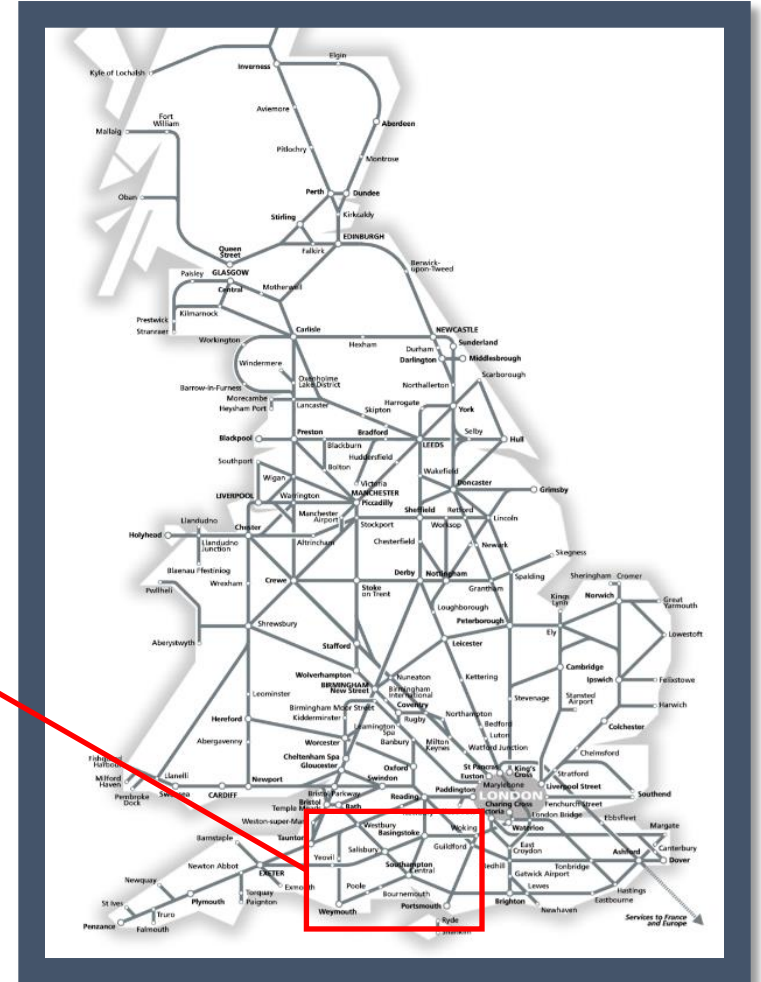 Elgin
Inverness
Kyle of Lochalsh
Aviemore
Fort
William
Aberdeen
Mallaig
Pitlochry
Montrose
Perth
Dundee
Oban
Stirling
Kirkcaldy
EDINBURGH
Queen
Street
Falkirk
Berwick-
upon-Tweed
Paisley
GLASGOW
Central
Motherwell
Prestwick
Kilmarnock
Stranraer
Carlisle
NEWCASTLE
Workington
Hexham
Sunderland
Durham
Darlington
Middlesbrough
Windermere
Scarborough
Oxenholme
Lake District
Northallerton
Barrow-in-Furness
Morecambe
Lancaster
Harrogate
York
Heysham Port
Skipton
Blackpool
Preston
Bradford
LEEDS
Selby
Hull
Blackburn
Huddersfield
Southport
Bolton
Wakefield
Wigan
Victoria
Doncaster
MANCHESTER
LIVERPOOL
Warrington
Piccadilly
Grimsby
Manchester
Airport
Sheffield
Retford
Llandudno
Stockport
Worksop
Lincoln
Holyhead
Chester
Llandudno
Junction
Altrincham
Chesterfield
Newark
Skegness
Blaenau Ffestiniog
Derby
Nottingham
Pwllheli
Wrexham
Crewe
Stoke
on Trent
Grantham
Spalding
Sheringham
Cromer
Kings
Lynn
Norwich
Great
Yarmouth
Loughborough
Shrewsbury
Peterborough
Ely
Lowestoft
Aberystwyth
Stafford
Leicester
Wolverhampton
Cambridge
BIRMINGHAM
New Street
Nuneaton
Kettering
Ipswich
Felixstowe
Birmingham
International
Leominster
Stansted
Airport
Birmingham Moor Street
Coventry
Stevenage
Harwich
Hereford
Kidderminster
Rugby
Northampton
Leamington
Spa
Bedford
Colchester
Abergavenny
Worcester
Banbury
Milton
Keynes
Luton
Watford Junction
Chelmsford
Cheltenham Spa
Gloucester
Oxford
St Pancras
King's
Cross
Fishguard
Harbour
Llanelli
Euston
Stratford
Milford
Haven
Newport
Swindon
Marylebone
Paddington
Liverpool Street
Pembroke
Dock
Swansea
CARDIFF
Bristol Parkway
Reading
LONDON
Southend
Bristol
Temple Meads
Bath
Charing Cross
Fenchurch Street
Victoria
London Bridge
Ebbsfleet
Weston-super-Mare
Westbury
Woking
Waterloo
Margate
Barnstaple
Taunton
Basingstoke
East
Croydon
Canterbury
Yeovil
Salisbury
Guildford
Ashford
Newton Abbot
Southampton
Central
Redhill
Tonbridge
Dover
EXETER
Gatwick Airport
Newquay
Exmouth
Poole
Lewes
Hastings
St Ives
Plymouth
Torquay
Paignton
Bournemouth
Eastbourne
Truro
Weymouth
Portsmouth
Brighton
Newhaven
Penzance
Falmouth
Ryde
Shanklin
Services to France
and Europe